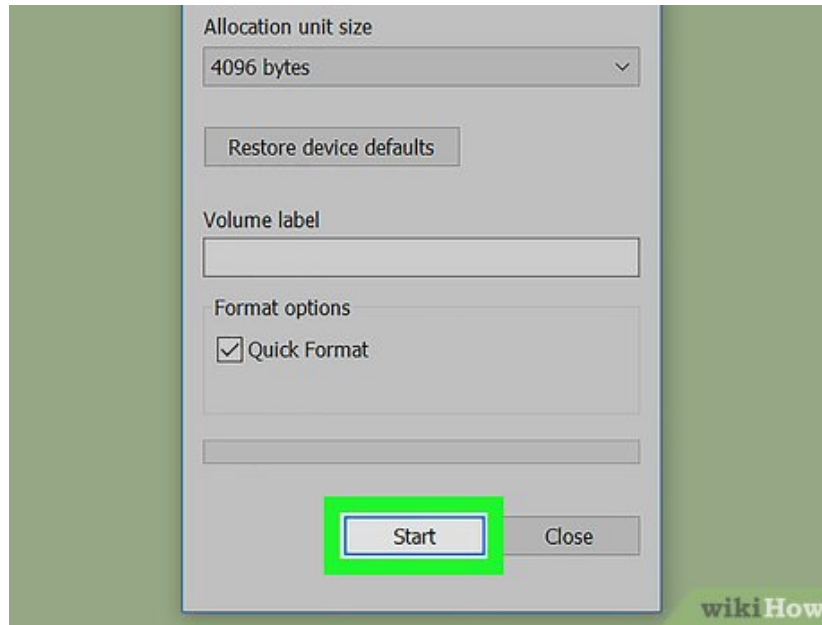 Allocation unit size
4096 bytes
Restore device defaults
Volume label
Format options
Quick Format
Start Close
wikiHow